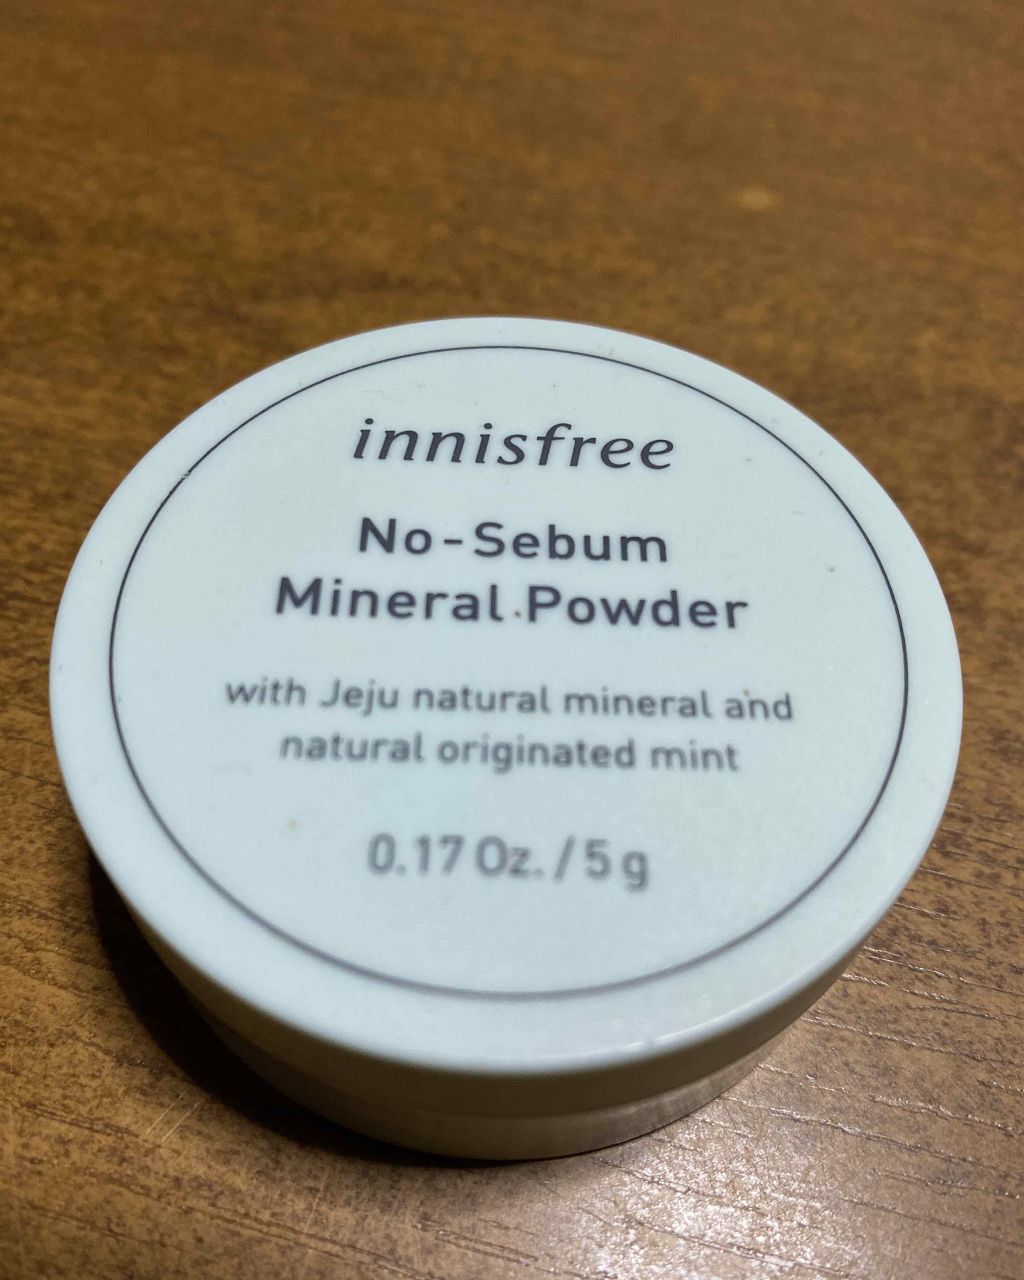 innisfree
No-Sebum
Mineral Powder
with Jeju natural mineral and
natural originated mint
0.17 Oz. / 5 g